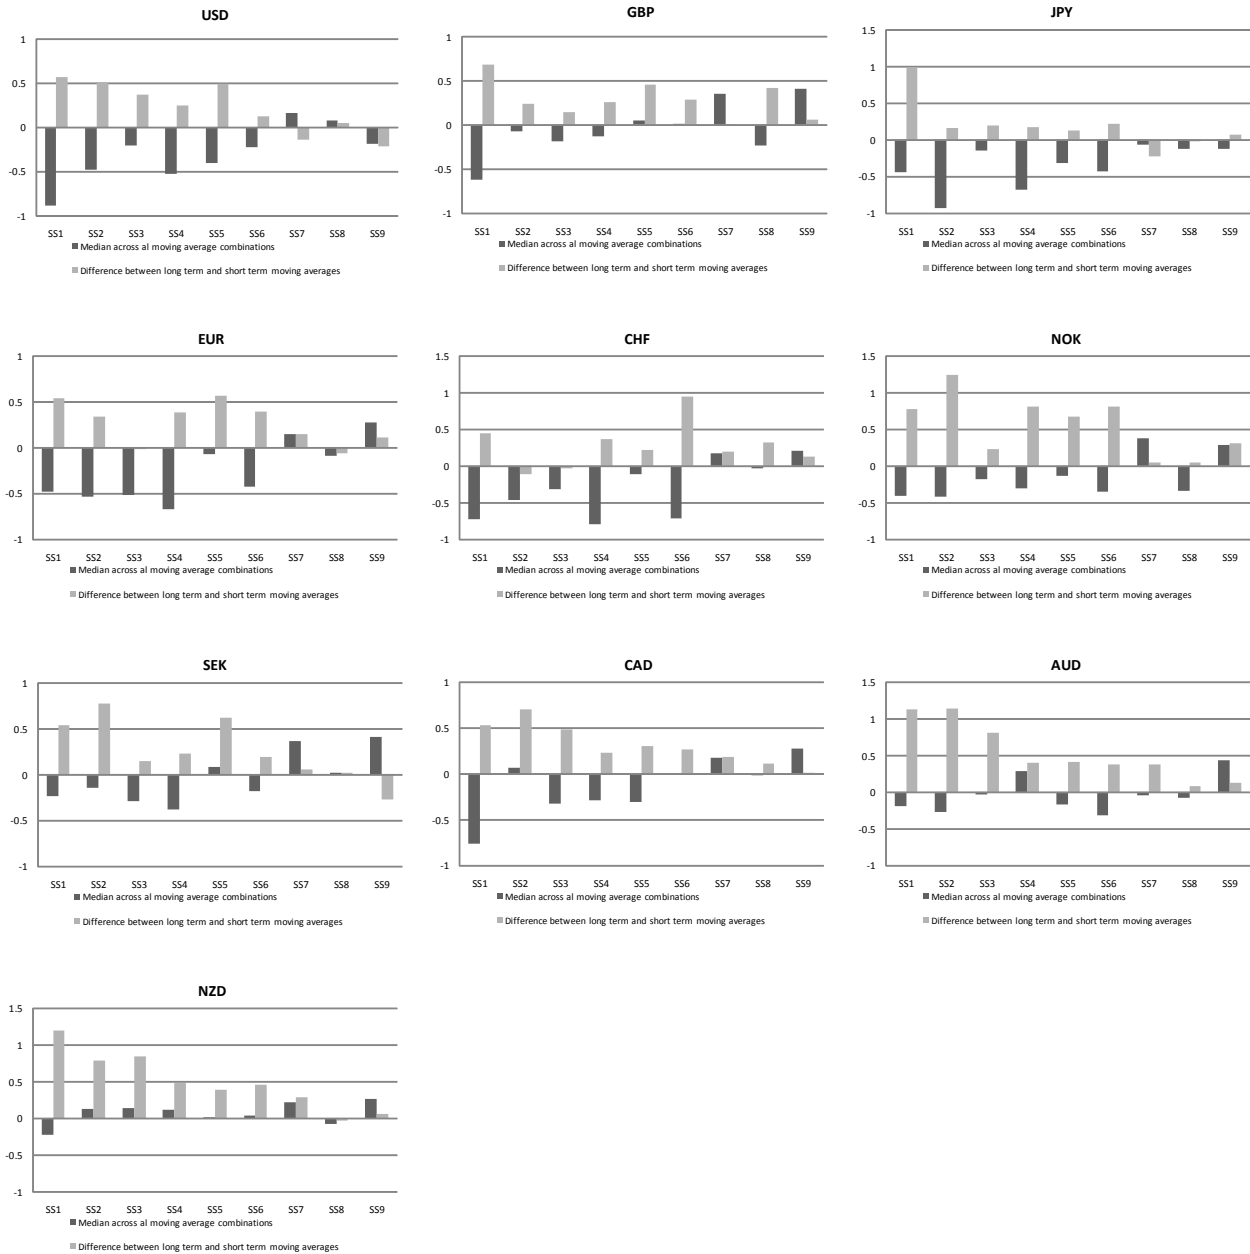 USD
1
0.5
0
-0.5
-1
SS1 SS2 SS3 SS4 SS5 SS6 SS7 SS8 SS9
Median across al moving average combinations
Difference between long term and short term moving averages
GBP
1
0.5
0
-0.5
-1
SS1 SS2 SS3 SS4 SS5 SS6 SS7 SS8 SS9
Median across al moving average combinations
Difference between long term and short term moving averages
JPY
1.5
1
0.5
0
-0.5
-1
SS1 SS2 SS3 SS4 SS5 SS6 SS7 SS8 SS9
Median across al moving average combinations
Difference between long term and short term moving averages
EUR
1
0.5
0
-0.5
-1
SS1 SS2 SS3 SS4 SS5 SS6 SS7 SS8 SS9
Median across al moving average combinations
Difference between long term and short term moving averages
CHF
1.5
1
0.5
0
-0.5
-1
SS1 SS2 SS3 SS4 SS5 SS6 SS7 SS8 SS9
Median across al moving average combinations
Difference between long term and short term moving averages
NOK
1.5
1
0.5
0
-0.5
-1
SS1 SS2 SS3 SS4 SS5 SS6 SS7 SS8 SS9
Median across al moving average combinations
Difference between long term and short term moving averages
SEK
1
0.5
0
-0.5
-1
SS1 SS2 SS3 SS4 SS5 SS6 SS7 SS8 SS9
Median across al moving average combinations
Difference between long term and short term moving averages
CAD
1
0.5
0
-0.5
-1
SS1 SS2 SS3 SS4 SS5 SS6 SS7 SS8 SS9
Median across al moving average combinations
Difference between long term and short term moving averages
AUD
1.5
1
0.5
0
-0.5
-1
SS1 SS2 SS3 SS4 SS5 SS6 SS7 SS8 SS9
Median across al moving average combinations
Difference between long term and short term moving averages
NZD
1.5
1
0.5
0
-0.5
-1
SS1 SS2 SS3 SS4 SS5 SS6 SS7 SS8 SS9
Median across al moving average combinations
Difference between long term and short term moving averages